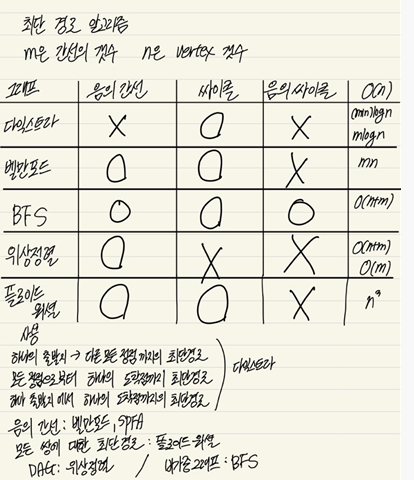 최단 경로 알고리즘
m은 간선의 갯수 n은 vertex 갯수
그래프 음의 간선 싸이클 음의 싸이클 O(n)
다익스트라 X O X (m+n)logn
mlogn
벨만포드 O O X mn
BFS O O O O(n+m)
위상정렬 O X X O(n+m)
O(m)
플로이드 워셜 O O X n³
사용
하나의 출발지 → 다른 모든 정점까지의 최단경로
모든 정점으로부터 하나의 도착점까지 최단경로
하나의 출발지에서 하나의 도착점까지의 최단경로
다익스트라
음의 간선: 벨만포드, SPFA
모든 쌍에 대한 최단경로: 플로이드 워셜
DAG: 위상정렬 / 비가중그래프: BFS